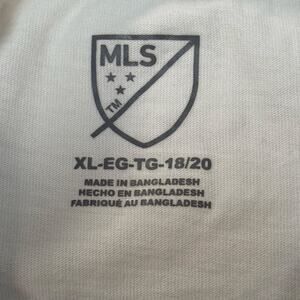 MLS
TM
XL-EG-TG-18/20
MADE IN BANGLADESH
HECHO EN BANGLADESH
FABRIQUÉ AU BANGLADESH